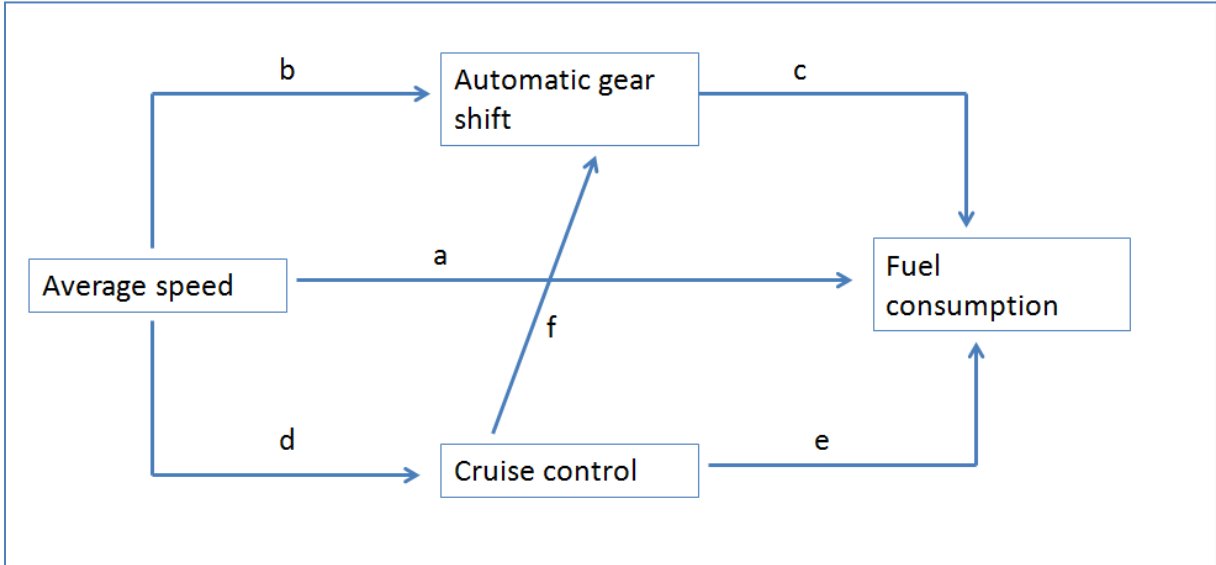 b
Automatic gear
shift
c
a
Average speed
Fuel
consumption
f
d
Cruise control
e